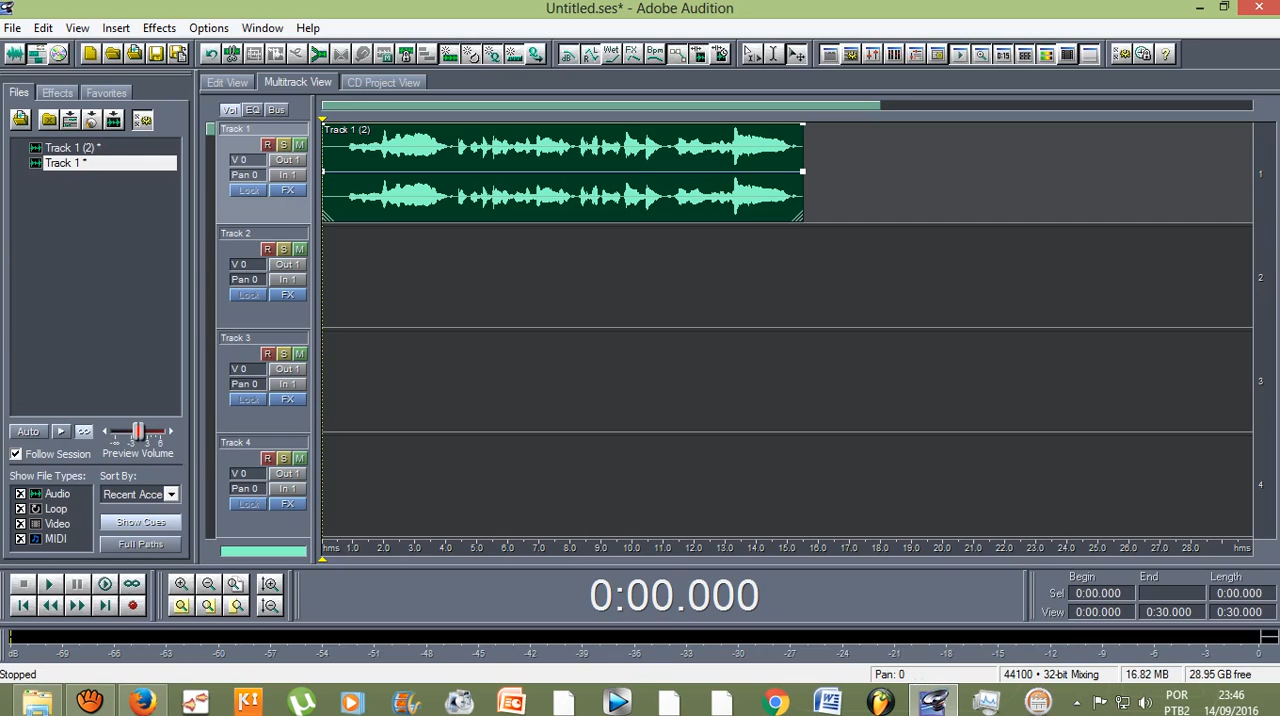 Untitled.ses* - Adobe Audition
File Edit View Insert Effects Options Window Help
Files Effects Favorites
Edit View Multitrack View CD Project View
Vol EQ Bus
Track 1 (2) *
Track 1 *
Auto
Follow Session
Preview Volume
-∞ -3 3 6
Show File Types:
Sort By:
Audio
Loop
Video
MIDI
Recent Acce
Show Cues
Full Paths
Track 1
R S M
V 0 Out 1
Pan 0 In 1
Lock FX
Track 1 (2)
1
Track 2
R S M
V 0 Out 1
Pan 0 In 1
Lock FX
2
Track 3
R S M
V 0 Out 1
Pan 0 In 1
Lock FX
3
Track 4
R S M
V 0 Out 1
Pan 0 In 1
Lock FX
4
hms 1.0 2.0 3.0 4.0 5.0 6.0 7.0 8.0 9.0 10.0 11.0 12.0 13.0 14.0 15.0 16.0 17.0 18.0 19.0 20.0 21.0 22.0 23.0 24.0 25.0 26.0 27.0 28.0 hms
0:00.000
Begin End Length
Sel 0:00.000 0:00.000
View 0:00.000 0:30.000 0:30.000
dB -69 -66 -63 -60 -57 -54 -51 -48 -45 -42 -39 -36 -33 -30 -27 -24 -21 -18 -15 -12 -9 -6 -3 0
Stopped
Pan: 0
44100 • 32-bit Mixing
16.82 MB
28.95 GB free
POR
PTB2
23:46
14/09/2016